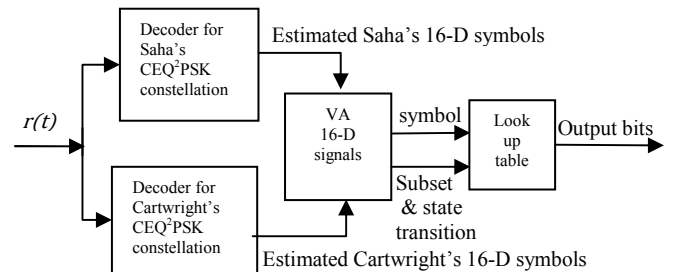 Decoder for
Saha's
CEQ²PSK
constellation
Estimated Saha's 16-D symbols
r(t)
VA
16-D
signals
symbol
Subset
& state
transition
Look
up
table
Output bits
Decoder for
Cartwright's
CEQ²PSK
constellation
Estimated Cartwright's 16-D symbols